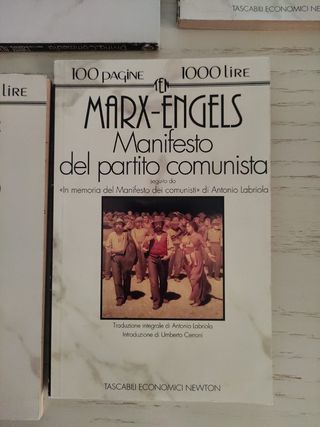 TASCABILI ECONOMICI NEW
LIRE
100 PAGINE 1000 LIRE
TEN
MARX-ENGELS
Manifesto
del partito comunista
seguito da
«In memoria del Manifesto dei comunisti» di Antonio Labriola
Traduzione integrale di Antonio Labriola
Introduzione di Umberto Cerroni
TASCABILI ECONOMICI NEWTON